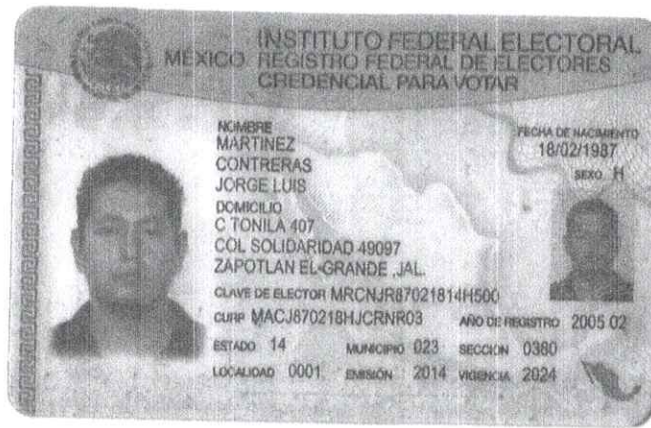 MÉXICO INSTITUTO FEDERAL ELECTORAL
REGISTRO FEDERAL DE ELECTORES
CREDENCIAL PARA VOTAR
NOMBRE
MARTINEZ
CONTRERAS
JORGE LUIS
FECHA DE NACIMIENTO
18/02/1987
SEXO H
DOMICILIO
C TONILA 407
COL SOLIDARIDAD 49097
ZAPOTLAN EL GRANDE ,JAL.
CLAVE DE ELECTOR MRCNJR87021814H500
CURP MACJ870218HJCRNR03 AÑO DE REGISTRO 2005 02
ESTADO 14 MUNICIPIO 023 SECCION 0360
LOCALIDAD 0001 EMISIÓN 2014 VIGENCIA 2024